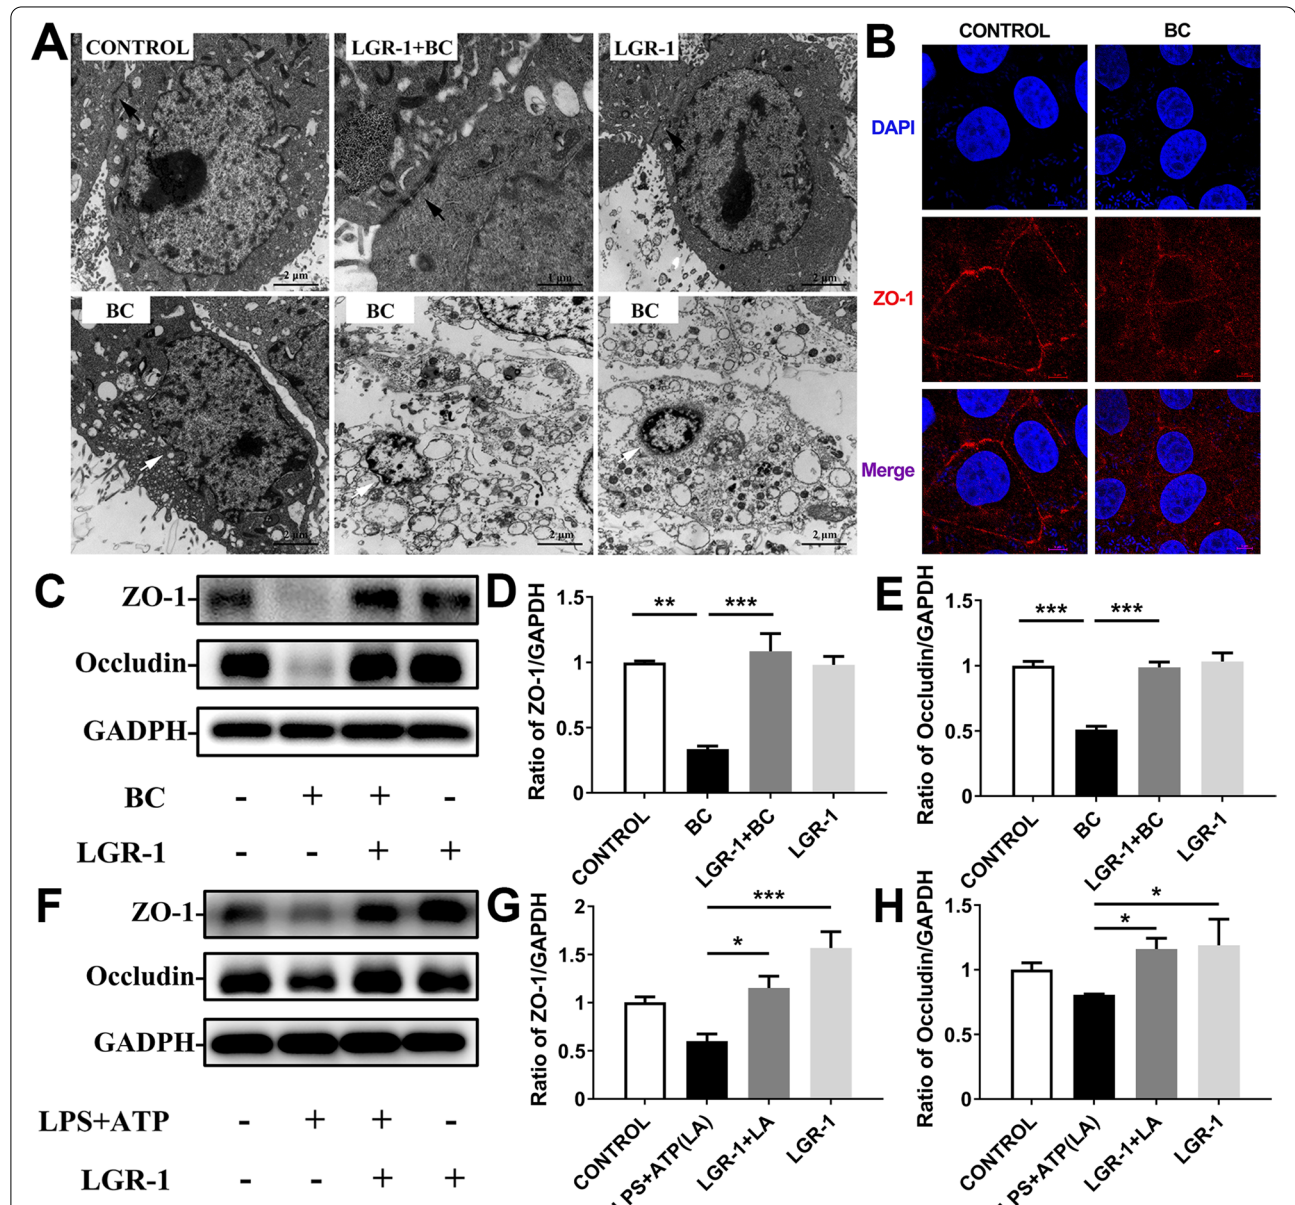 A
CONTROL
LGR-1+BC
LGR-1
2 μm
1 μm
2 μm
BC
BC
BC
2 μm
2 μm
2 μm
B
CONTROL
BC
DAPI
ZO-1
Merge
C
ZO-1
Occludin
GADPH
BC - + + -
LGR-1 - - + +
D
Ratio of ZO-1/GAPDH
1.5
1
0.5
0
** ***
CONTROL
BC
LGR-1+BC
LGR-1
E
Ratio of Occludin/GAPDH
1.5
1
0.5
0
*** ***
CONTROL
BC
LGR-1+BC
LGR-1
F
ZO-1
Occludin
GADPH
LPS+ATP - + + -
LGR-1 - - + +
G
Ratio of ZO-1/GAPDH
2
1.5
1
0.5
0
***
*
CONTROL
LPS+ATP(LA)
LGR-1+LA
LGR-1
H
Ratio of Occludin/GAPDH
1.5
1
0.5
0
*
*
CONTROL
LPS+ATP(LA)
LGR-1+LA
LGR-1